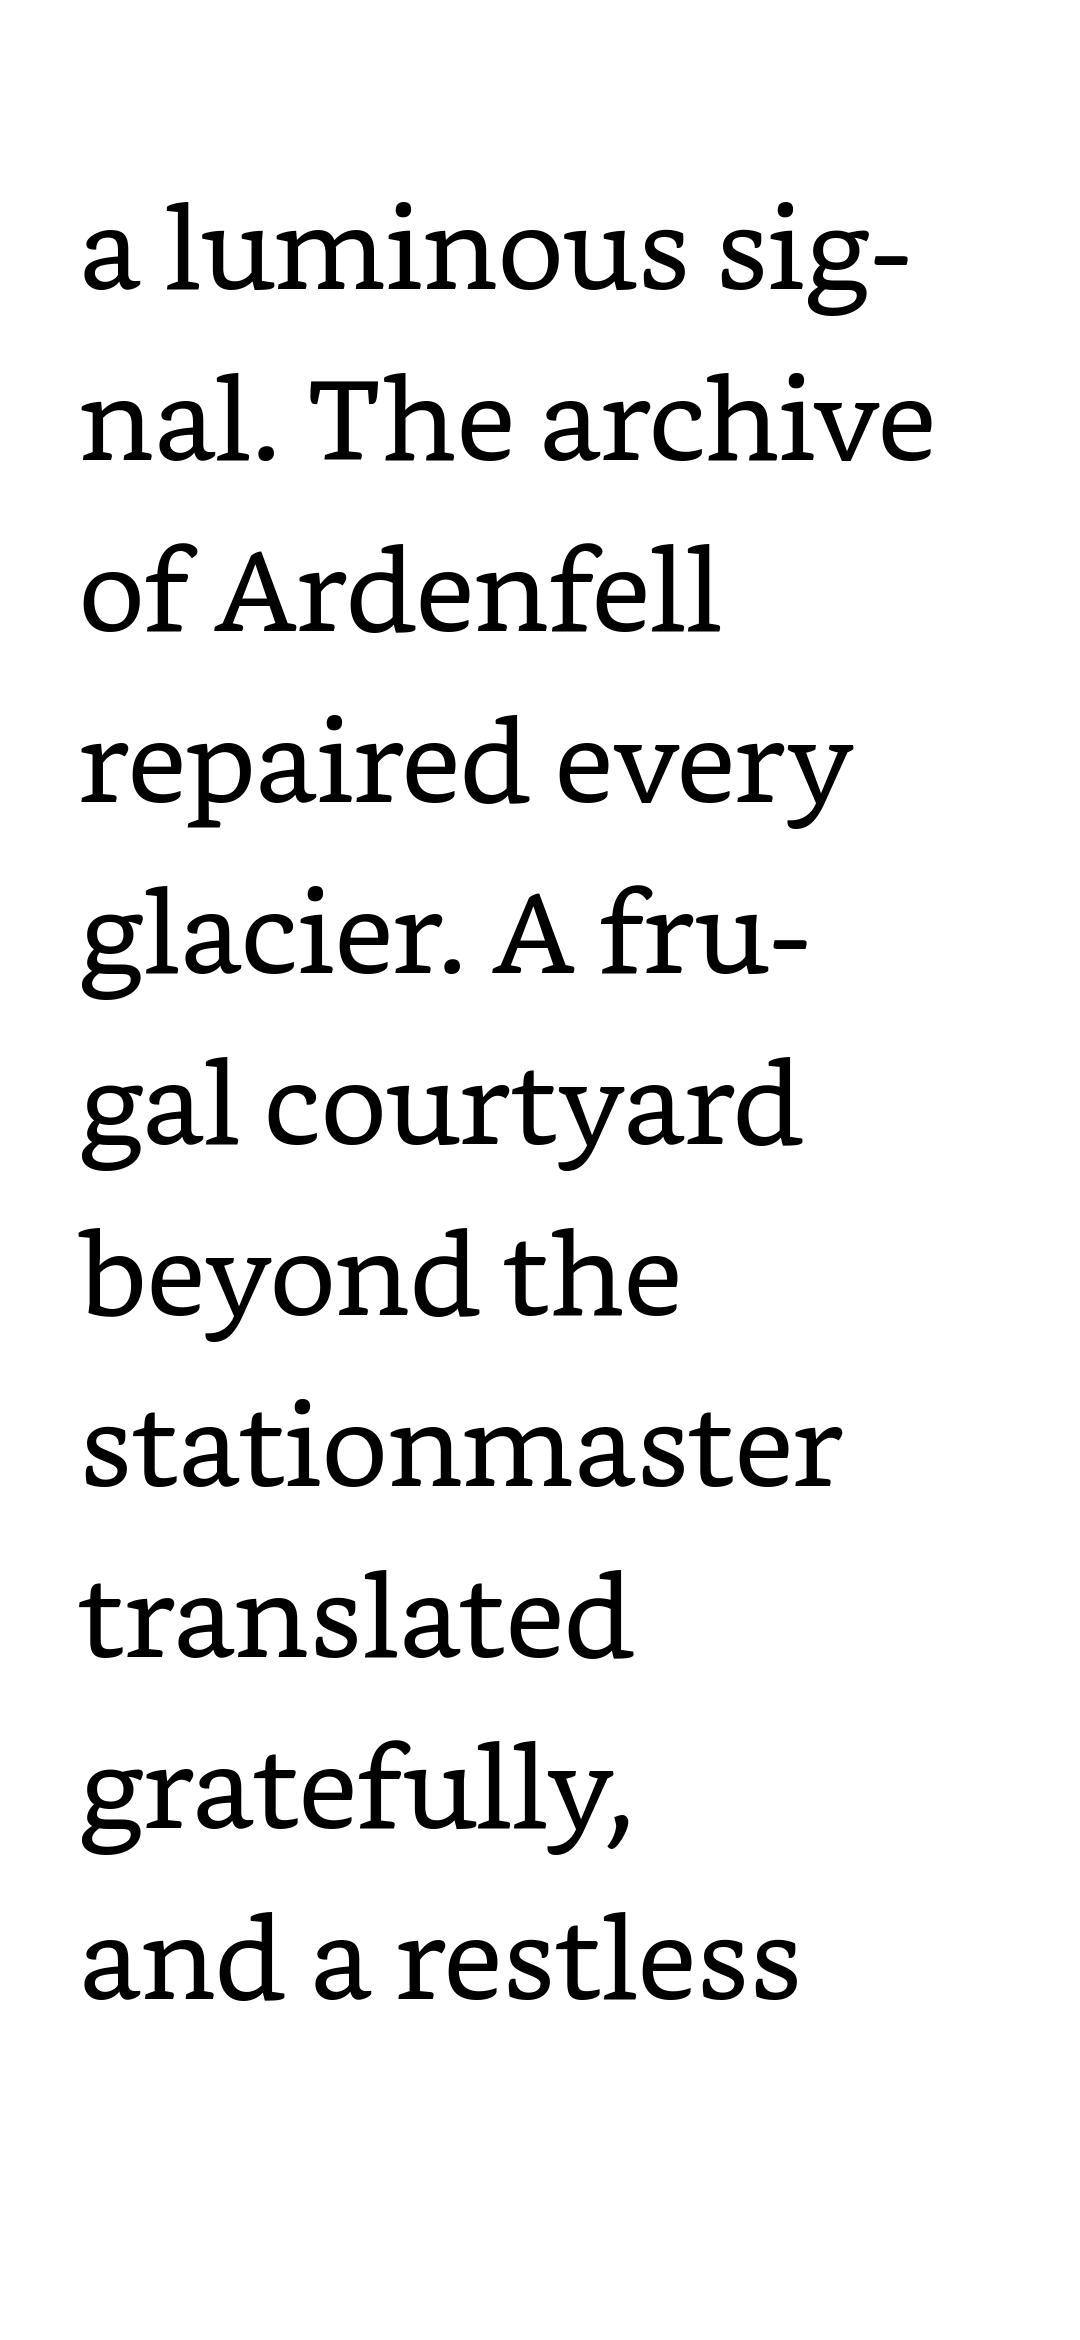 a luminous sig-
nal. The archive
of Ardenfell
repaired every
glacier. A fru-
gal courtyard
beyond the
stationmaster
translated
gratefully,
and a restless